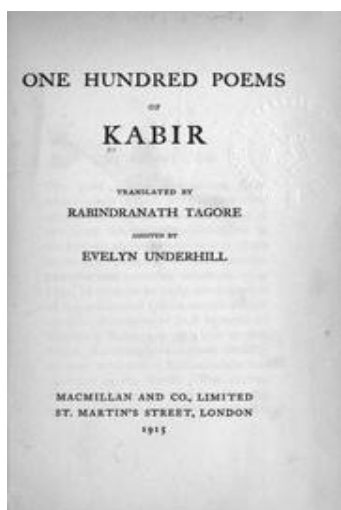 ONE HUNDRED POEMS
OF
KABIR
TRANSLATED BY
RABINDRANATH TAGORE
ASSISTED BY
EVELYN UNDERHILL
MACMILLAN AND CO., LIMITED
ST. MARTIN'S STREET, LONDON
1915